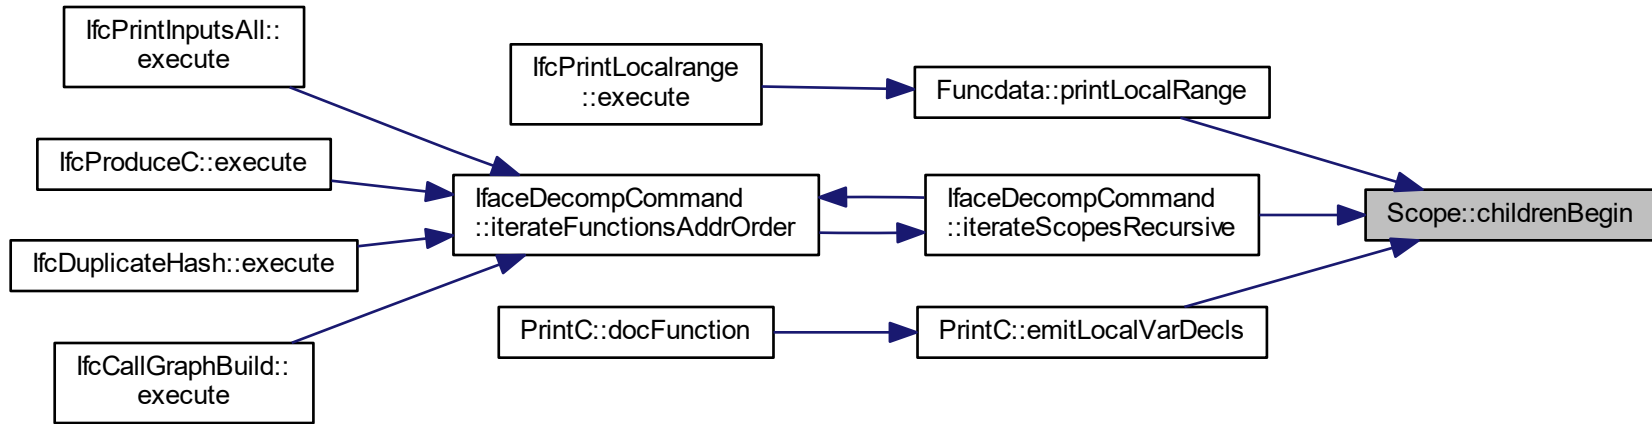 IfcPrintInputsAll::
execute
IfcProduceC::execute
IfcDuplicateHash::execute
IfcCallGraphBuild::
execute
IfcPrintLocalrange
::execute
IfaceDecompCommand
::iterateFunctionsAddrOrder
PrintC::docFunction
Funcdata::printLocalRange
IfaceDecompCommand
::iterateScopesRecursive
PrintC::emitLocalVarDecls
Scope::childrenBegin